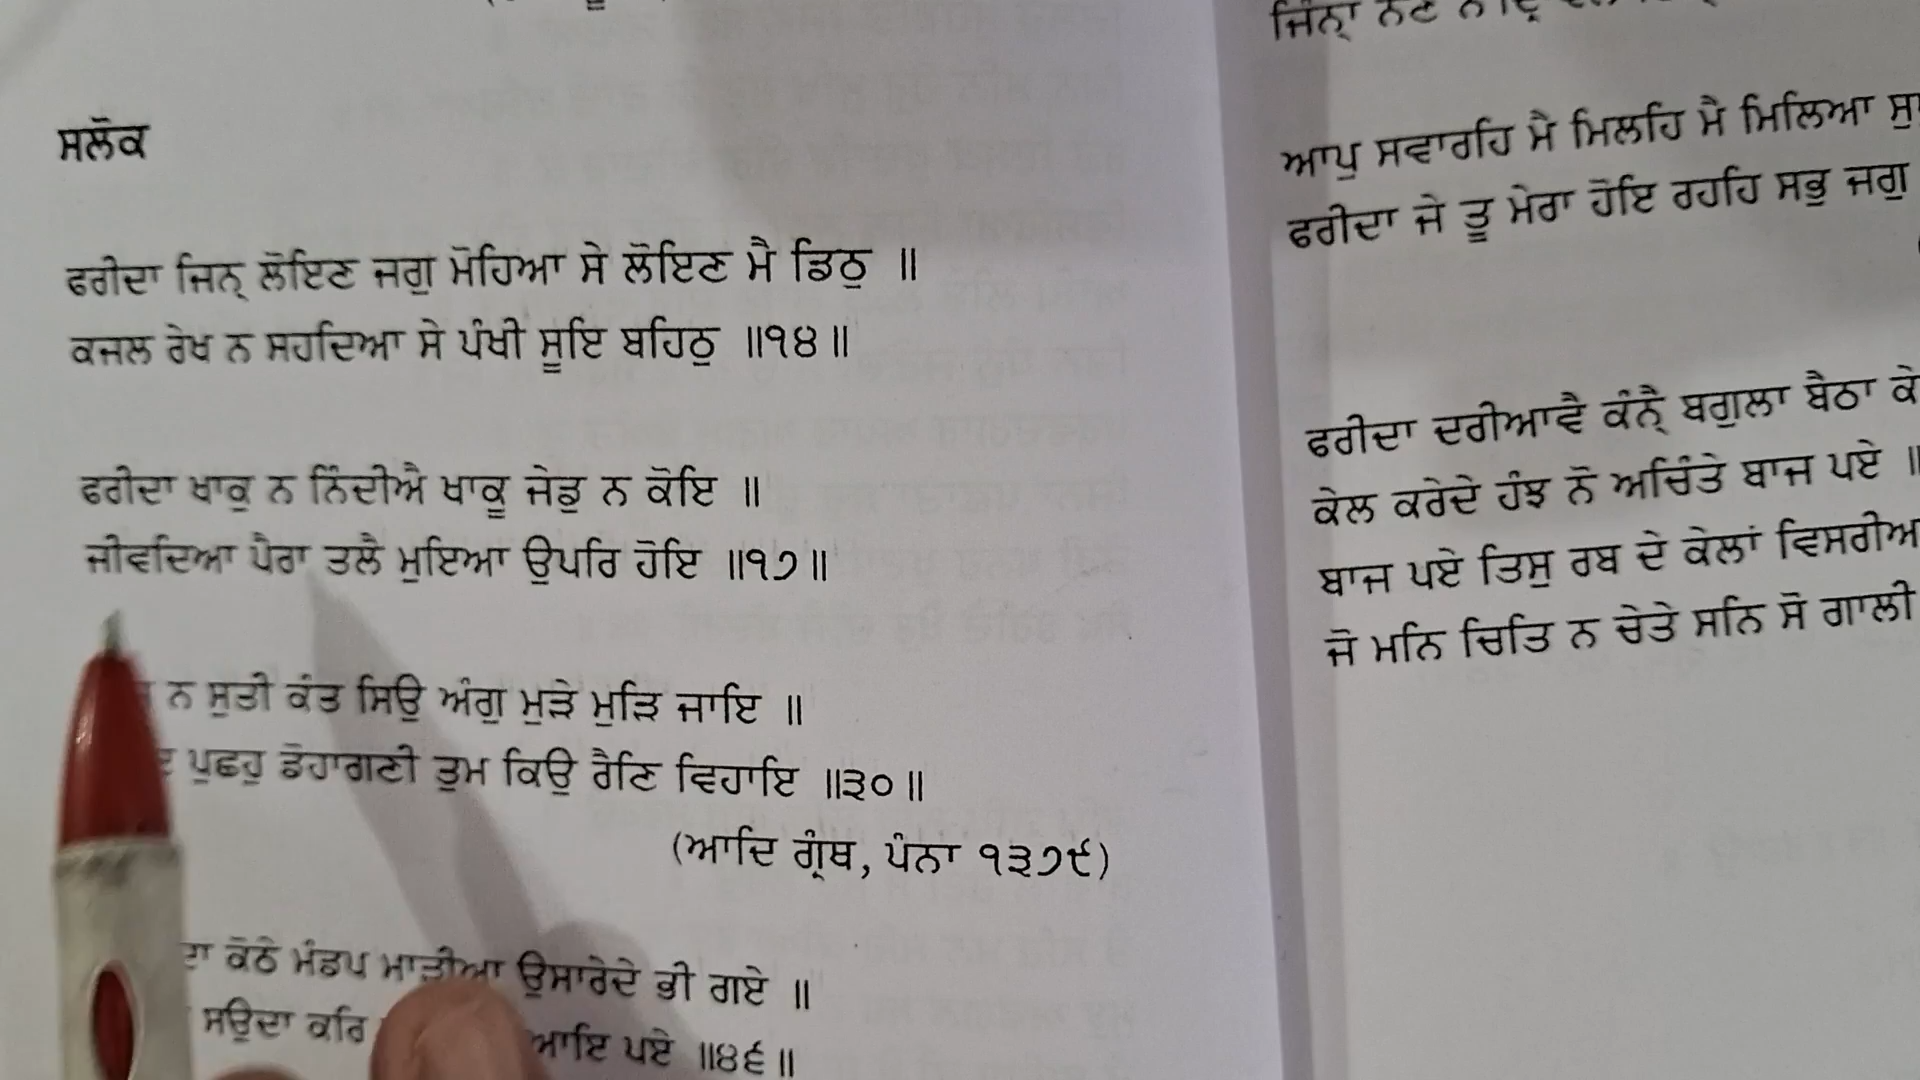 ਸਲੋਕ
ਫਰੀਦਾ ਜਿਨ੍ ਲੋਇਣ ਜਗੁ ਮੋਹਿਆ ਸੇ ਲੋਇਣ ਮੈ ਡਿਠੁ ॥
ਕਜਲ ਰੇਖ ਨ ਸਹਦਿਆ ਸੇ ਪੰਖੀ ਸੂਇ ਬਹਿਠੁ ॥੧੪॥
ਫਰੀਦਾ ਖਾਕੁ ਨ ਨਿੰਦੀਐ ਖਾਕੂ ਜੇਡੁ ਨ ਕੋਇ ॥
ਜੀਵਦਿਆ ਪੈਰਾ ਤਲੈ ਮੁਇਆ ਉਪਰਿ ਹੋਇ ॥੧੭॥
ਨ ਸੁਤੀ ਕੰਤ ਸਿਉ ਅੰਗੁ ਮੁੜੇ ਮੁੜਿ ਜਾਇ ॥
ਪੁਛਹੁ ਡੋਹਾਗਣੀ ਤੁਮ ਕਿਉ ਰੈਣਿ ਵਿਹਾਇ ॥੩੦॥
(ਆਦਿ ਗ੍ਰੰਥ, ਪੰਨਾ ੧੩੭੯)
ਕੋਠੇ ਮੰਡਪ ਮਾੜੀਆ ਉਸਾਰੇਦੇ ਭੀ ਗਏ ॥
ਸਉਦਾ ਕਰਿ ਆਇ ਪਏ ॥੪੬॥
ਆਪੁ ਸਵਾਰਹਿ ਮੈ ਮਿਲਹਿ ਮੈ ਮਿਲਿਆ
ਫਰੀਦਾ ਜੇ ਤੂ ਮੇਰਾ ਹੋਇ ਰਹਹਿ ਸਭੁ ਜਗੁ
ਫਰੀਦਾ ਦਰੀਆਵੈ ਕੰਨੈ੍ ਬਗੁਲਾ ਬੈਠਾ ਕੇ
ਕੇਲ ਕਰੇਦੇ ਹੰਝ ਨੋ ਅਚਿੰਤੇ ਬਾਜ ਪਏ ॥
ਬਾਜ ਪਏ ਤਿਸੁ ਰਬ ਦੇ ਕੇਲਾਂ
ਜੋ ਮਨਿ ਚਿਤਿ ਨ ਚੇਤੇ ਸਨਿ ਸੋ ਗਾਲੀ